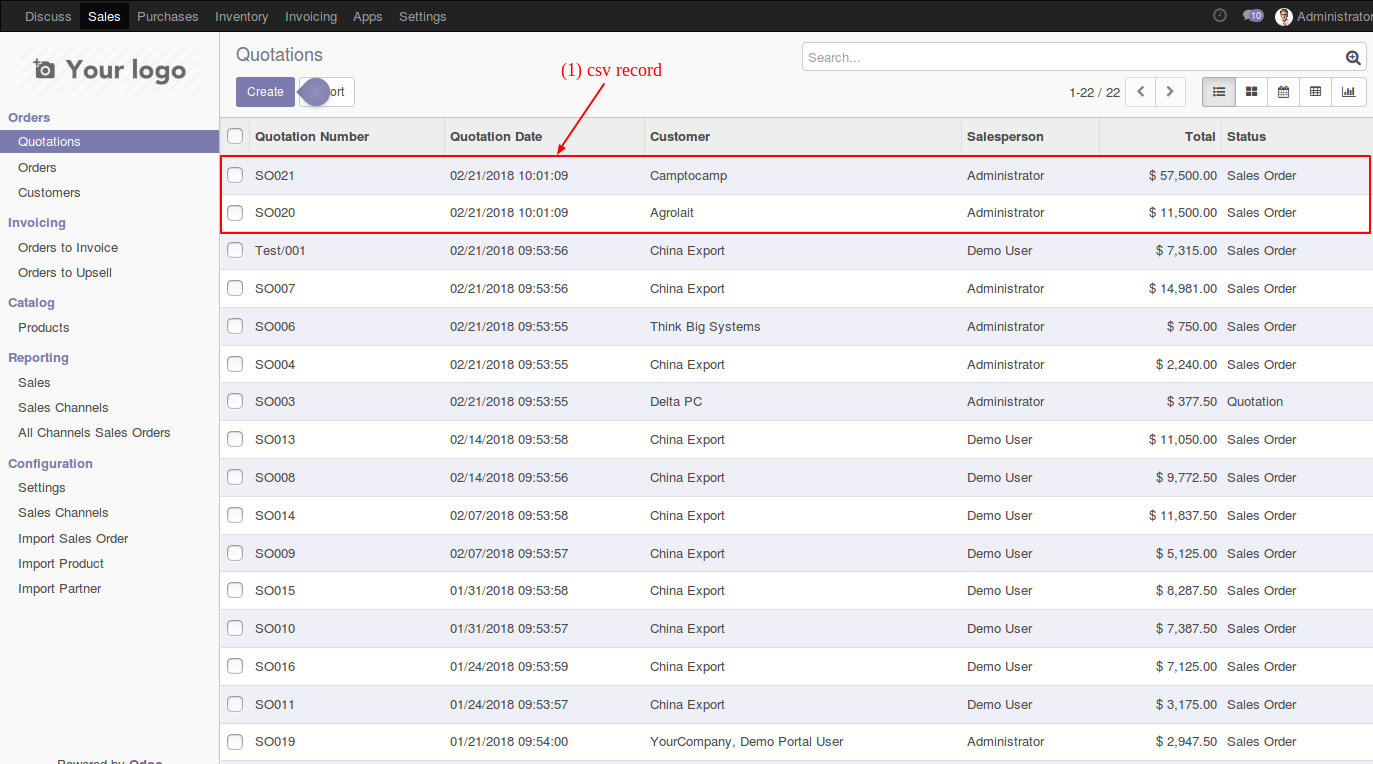 Discuss Sales Purchases Inventory Invoicing Apps Settings 10 Administrator
Your logo
Orders
Quotations
Orders
Customers
Invoicing
Orders to Invoice
Orders to Upsell
Catalog
Products
Reporting
Sales
Sales Channels
All Channels Sales Orders
Configuration
Settings
Sales Channels
Import Sales Order
Import Product
Import Partner
Powered by Odoo
Quotations
Search...
(1) csv record
Create ort
1-22 / 22
Quotation Number Quotation Date Customer Salesperson Total Status
SO021 02/21/2018 10:01:09 Camptocamp Administrator $ 57,500.00 Sales Order
SO020 02/21/2018 10:01:09 Agrolait Administrator $ 11,500.00 Sales Order
Test/001 02/21/2018 09:53:56 China Export Demo User $ 7,315.00 Sales Order
SO007 02/21/2018 09:53:56 China Export Administrator $ 14,981.00 Sales Order
SO006 02/21/2018 09:53:55 Think Big Systems Administrator $ 750.00 Sales Order
SO004 02/21/2018 09:53:55 China Export Administrator $ 2,240.00 Sales Order
SO003 02/21/2018 09:53:55 Delta PC Administrator $ 377.50 Quotation
SO013 02/14/2018 09:53:58 China Export Demo User $ 11,050.00 Sales Order
SO008 02/14/2018 09:53:56 China Export Demo User $ 9,772.50 Sales Order
SO014 02/07/2018 09:53:58 China Export Demo User $ 11,837.50 Sales Order
SO009 02/07/2018 09:53:57 China Export Demo User $ 5,125.00 Sales Order
SO015 01/31/2018 09:53:58 China Export Demo User $ 8,287.50 Sales Order
SO010 01/31/2018 09:53:57 China Export Demo User $ 7,387.50 Sales Order
SO016 01/24/2018 09:53:59 China Export Demo User $ 7,125.00 Sales Order
SO011 01/24/2018 09:53:57 China Export Demo User $ 3,175.00 Sales Order
SO019 01/21/2018 09:54:00 YourCompany, Demo Portal User Administrator $ 2,947.50 Sales Order